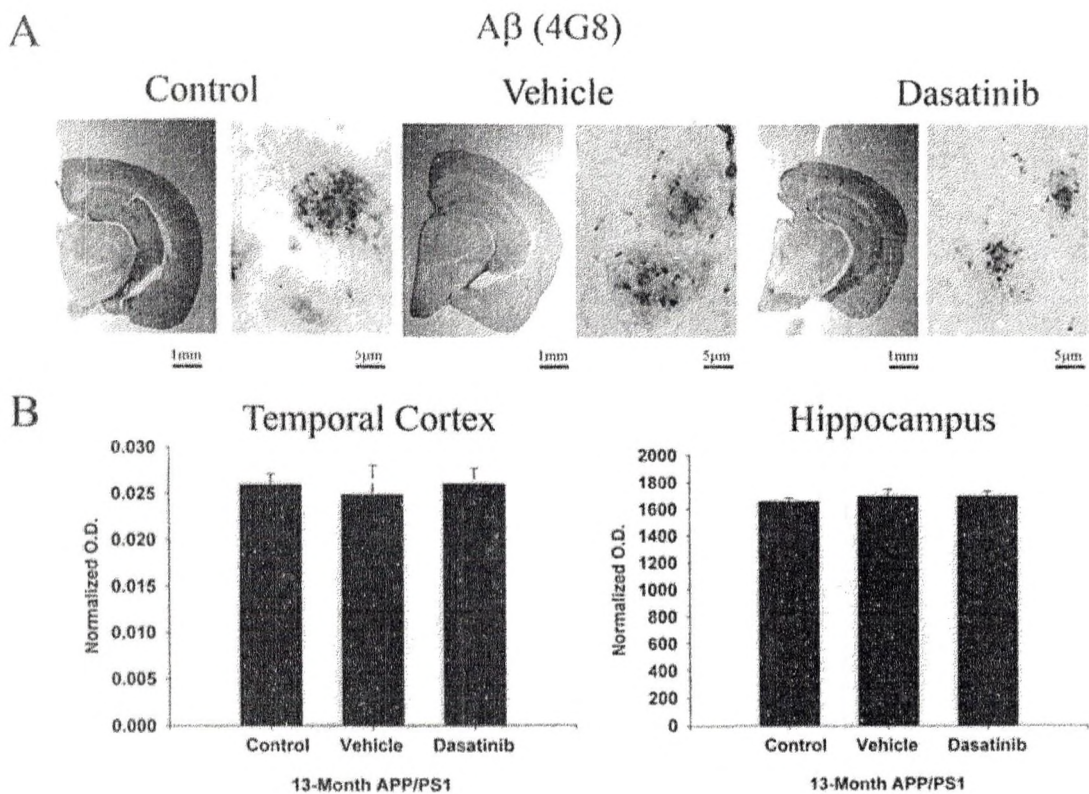 A
Aβ (4G8)
Control
Vehicle
Dasatinib
1mm
5µm
1mm
5µm
1mm
5µm
B
Temporal Cortex
0.030
0.025
0.020
0.015
0.010
0.005
0.000
Normalized O.D.
Control
Vehicle
Dasatinib
13-Month APP/PS1
Hippocampus
2000
1800
1600
1400
1200
1000
800
600
400
200
0
Normalized O.D.
Control
Vehicle
Dasatinib
13-Month APP/PS1